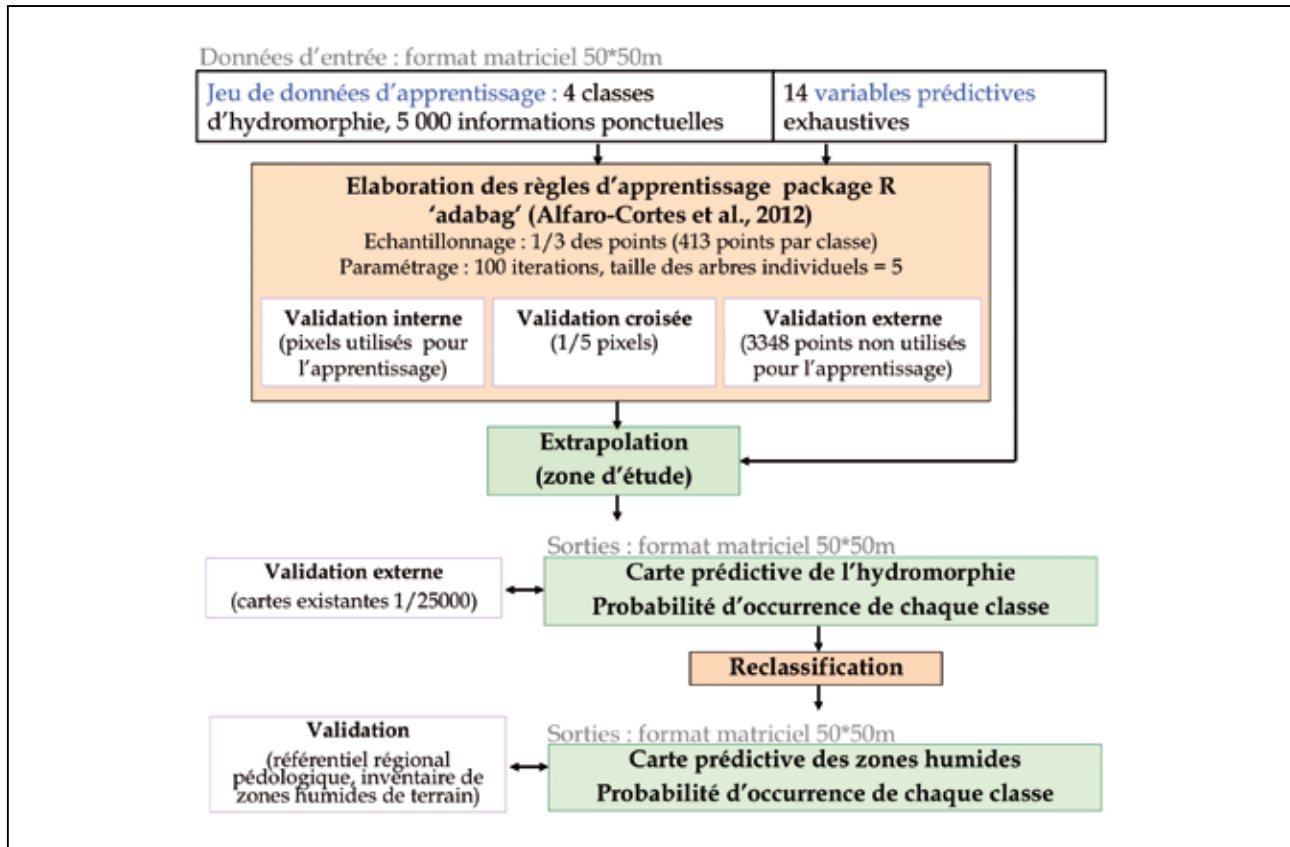 Données d'entrée : format matriciel 50*50m
Jeu de données d'apprentissage : 4 classes
d'hydromorphie, 5 000 informations ponctuelles
14 variables prédictives
exhaustives
Elaboration des règles d'apprentissage package R
'adabag' (Alfaro-Cortes et al., 2012)
Echantillonnage : 1/3 des points (413 points par classe)
Paramétrage : 100 iterations, taille des arbres individuels = 5
Validation interne
(pixels utilisés pour
l'apprentissage)
Validation croisée
(1/5 pixels)
Validation externe
(3348 points non utilisés
pour l'apprentissage)
Extrapolation
(zone d'étude)
Sorties : format matriciel 50*50m
Validation externe
(cartes existantes 1/25000)
Carte prédictive de l'hydromorphie
Probabilité d'occurrence de chaque classe
Reclassification
Sorties : format matriciel 50*50m
Validation
(référentiel régional
pédologique, inventaire de
zones humides de terrain)
Carte prédictive des zones humides
Probabilité d'occurrence de chaque classe